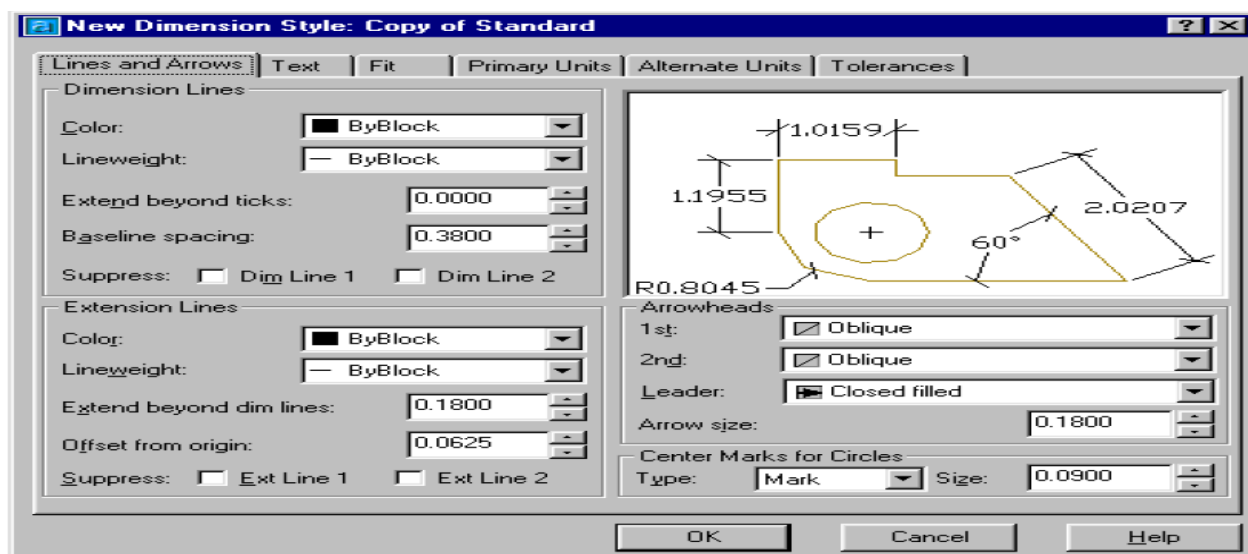 New Dimension Style: Copy of Standard
Lines and Arrows Text Fit Primary Units Alternate Units Tolerances
Dimension Lines
Color: ByBlock
Lineweight: ByBlock
Extend beyond ticks: 0.0000
Baseline spacing: 0.3800
Suppress: Dim Line 1 Dim Line 2
Extension Lines
Color: ByBlock
Lineweight: ByBlock
Extend beyond dim lines: 0.1800
Offset from origin: 0.0625
Suppress: Ext Line 1 Ext Line 2
1.0159
1.1955
2.0207
60°
R0.8045
Arrowheads
1st: Oblique
2nd: Oblique
Leader: Closed filled
Arrow size: 0.1800
Center Marks for Circles
Type: Mark Size: 0.0900
OK Cancel Help